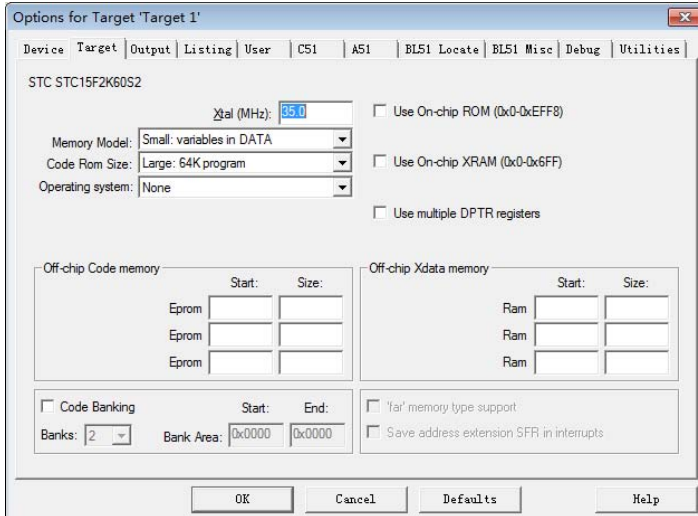 Options for Target 'Target 1'
Device Target Output Listing User C51 A51 BL51 Locate BL51 Misc Debug Utilities
STC STC15F2K60S2
Xtal (MHz): 35.0 Use On-chip ROM (0x0-0xEFF8)
Memory Model: Small: variables in DATA
Code Rom Size: Large: 64K program Use On-chip XRAM (0x0-0x6FF)
Operating system: None
Use multiple DPTR registers
Off-chip Code memory Off-chip Xdata memory
Start: Size: Start: Size:
Eprom Ram
Eprom Ram
Eprom Ram
Code Banking Start: End: 'far' memory type support
Banks: 2 Bank Area: 0x0000 0x0000 Save address extension SFR in interrupts
OK Cancel Defaults Help